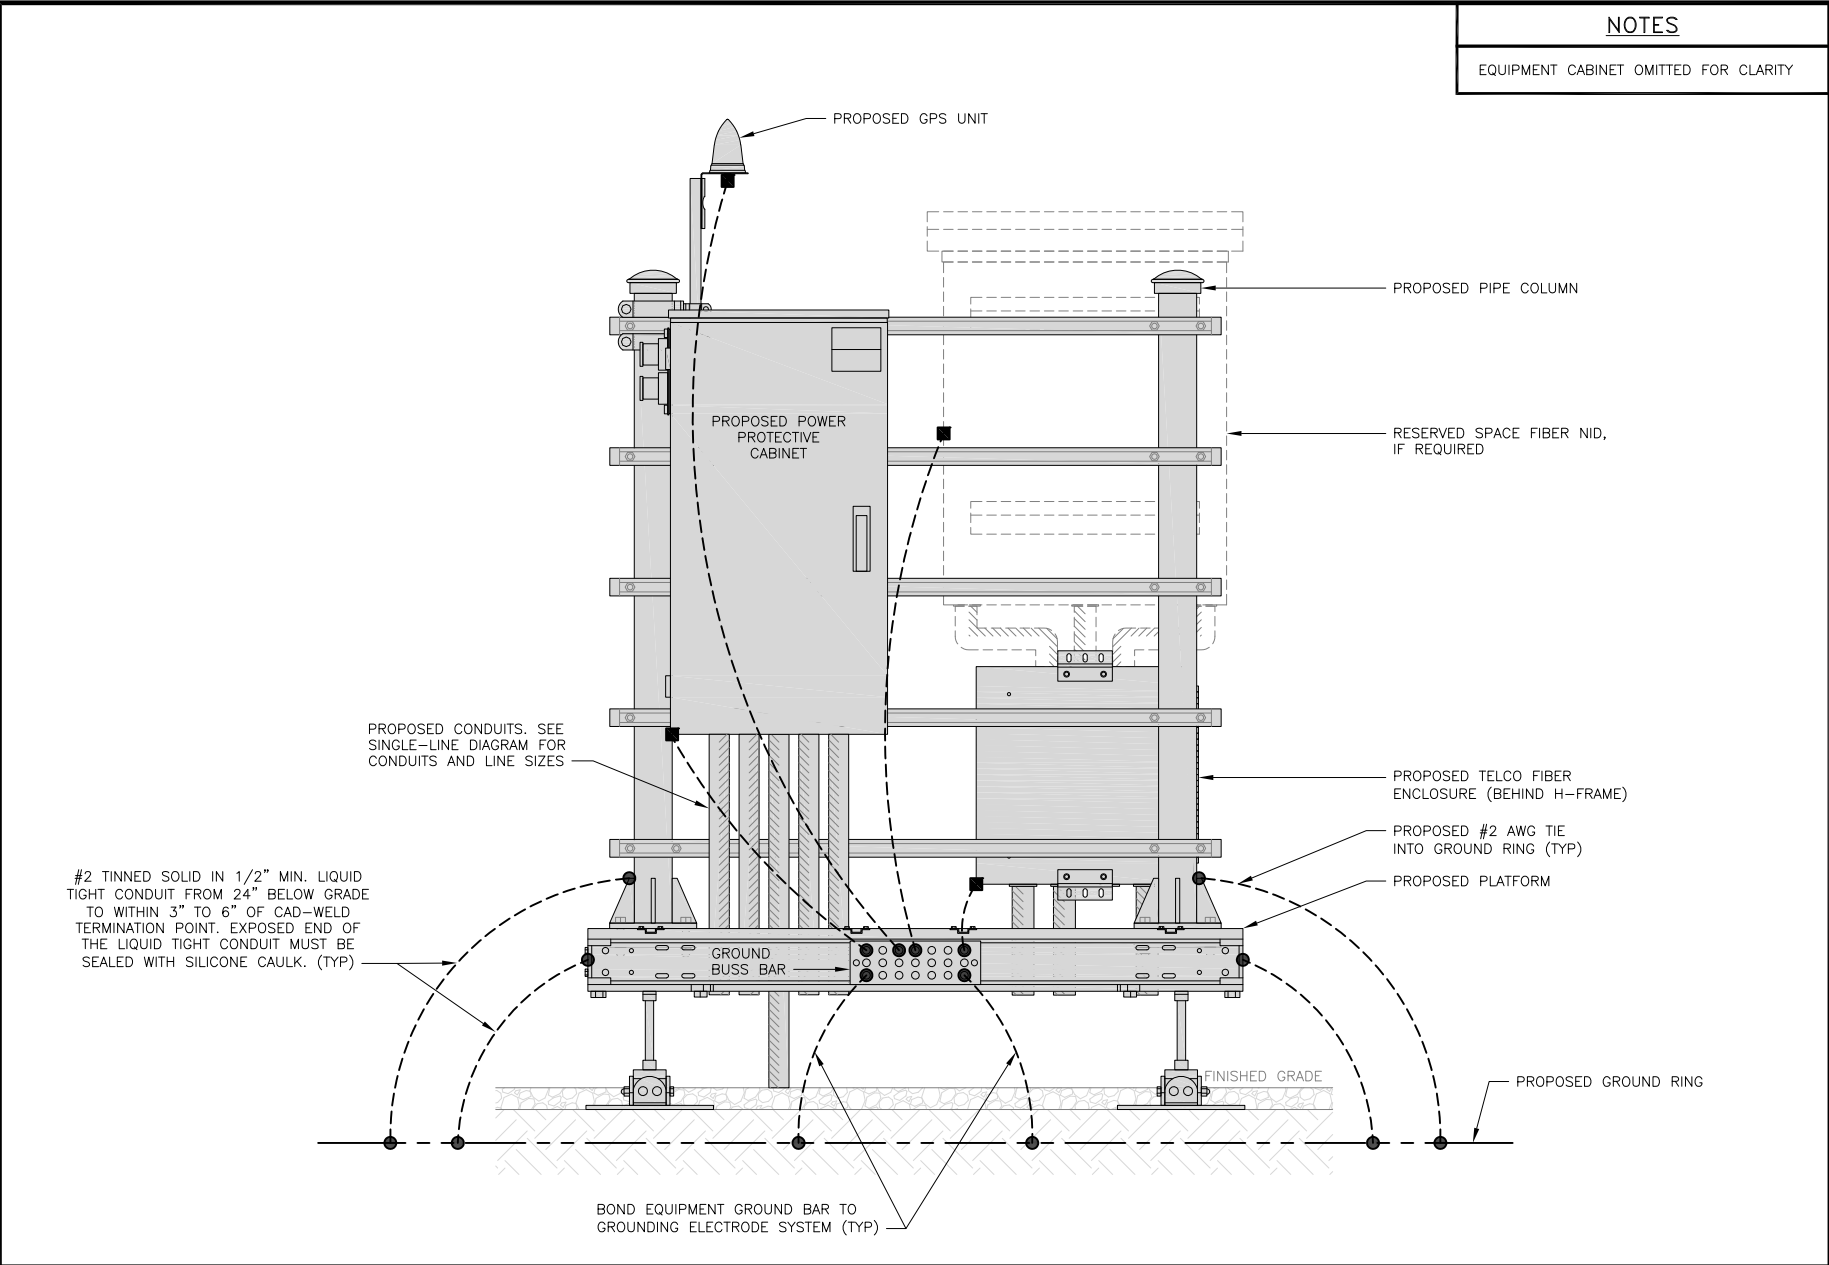 NOTES
EQUIPMENT CABINET OMITTED FOR CLARITY
PROPOSED GPS UNIT
PROPOSED PIPE COLUMN
PROPOSED POWER
PROTECTIVE
CABINET
RESERVED SPACE FIBER NID,
IF REQUIRED
PROPOSED CONDUITS. SEE
SINGLE-LINE DIAGRAM FOR
CONDUITS AND LINE SIZES
PROPOSED TELCO FIBER
ENCLOSURE (BEHIND H-FRAME)
PROPOSED #2 AWG TIE
INTO GROUND RING (TYP)
PROPOSED PLATFORM
#2 TINNED SOLID IN 1/2" MIN. LIQUID
TIGHT CONDUIT FROM 24" BELOW GRADE
TO WITHIN 3" TO 6" OF CAD-WELD
TERMINATION POINT. EXPOSED END OF
THE LIQUID TIGHT CONDUIT MUST BE
SEALED WITH SILICONE CAULK. (TYP)
GROUND
BUSS BAR
FINISHED GRADE
PROPOSED GROUND RING
BOND EQUIPMENT GROUND BAR TO
GROUNDING ELECTRODE SYSTEM (TYP)